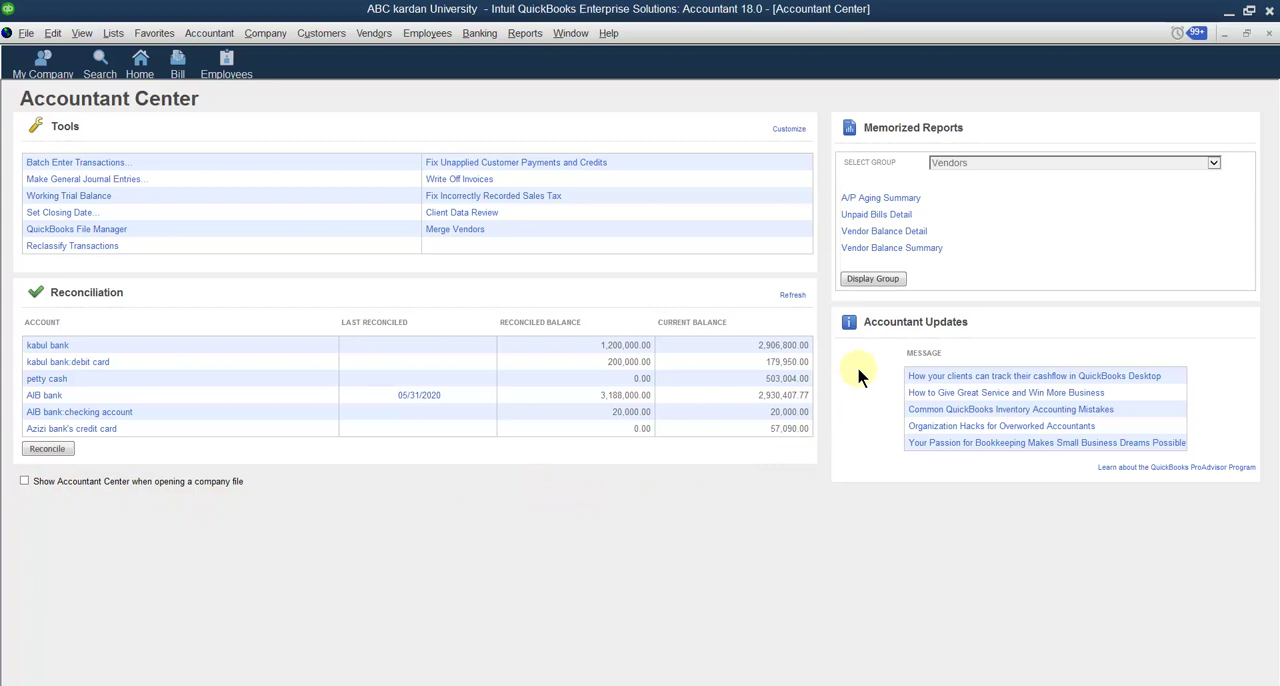 ABC kardan University - Intuit QuickBooks Enterprise Solutions: Accountant 18.0 - [Accountant Center]
File Edit View Lists Favorites Accountant Company Customers Vendors Employees Banking Reports Window Help 99+
My Company Search Home Bill Employees
Accountant Center
Tools
Customize
Batch Enter Transactions... Fix Unapplied Customer Payments and Credits
Make General Journal Entries... Write Off Invoices
Working Trial Balance Fix Incorrectly Recorded Sales Tax
Set Closing Date... Client Data Review
QuickBooks File Manager Merge Vendors
Reclassify Transactions
Reconciliation
Refresh
ACCOUNT LAST RECONCILED RECONCILED BALANCE CURRENT BALANCE
kabul bank 1,200,000.00 2,906,800.00
kabul bank:debit card 200,000.00 179,950.00
petty cash 0.00 503,004.00
AIB bank 05/31/2020 3,188,000.00 2,930,407.77
AIB bank:checking account 20,000.00 20,000.00
Azizi bank's credit card 0.00 57,090.00
Reconcile
Show Accountant Center when opening a company file
Memorized Reports
SELECT GROUP Vendors
A/P Aging Summary
Unpaid Bills Detail
Vendor Balance Detail
Vendor Balance Summary
Display Group
Accountant Updates
MESSAGE
How your clients can track their cashflow in QuickBooks Desktop
How to Give Great Service and Win More Business
Common QuickBooks Inventory Accounting Mistakes
Organization Hacks for Overworked Accountants
Your Passion for Bookkeeping Makes Small Business Dreams Possible
Learn about the QuickBooks ProAdvisor Program